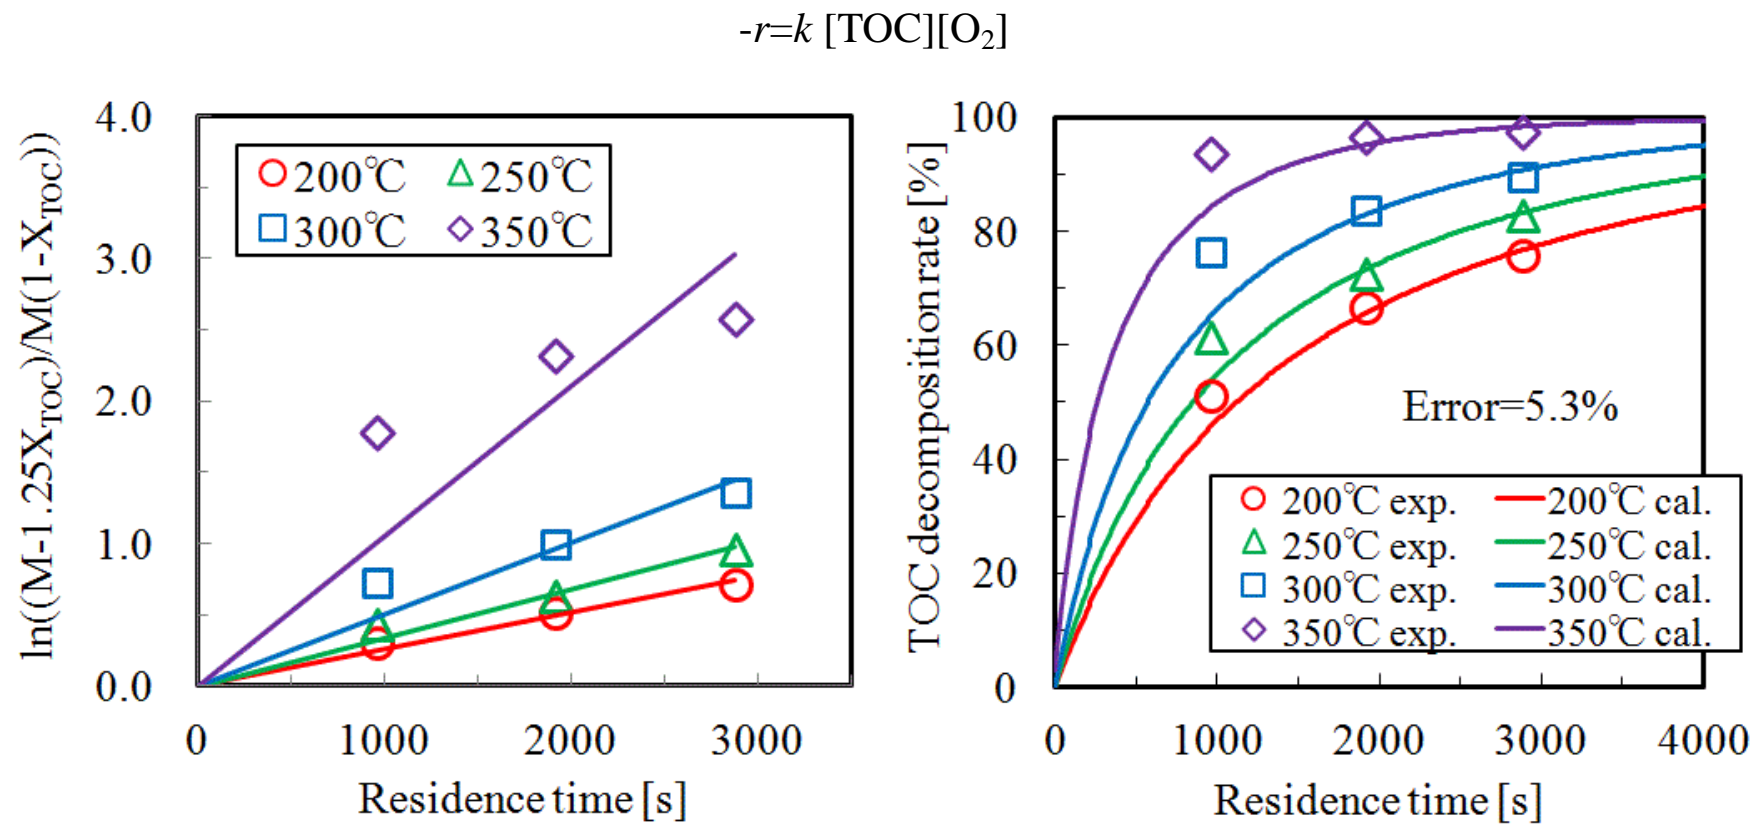 -r=k [TOC][O₂]
ln((M-1.25X_TOC)/M(1-X_TOC))
4.0
3.0
2.0
1.0
0.0
200℃ 250℃
300℃ 350℃
0 1000 2000 3000
Residence time [s]
TOC decomposition rate [%]
100
80
60
40
20
0
Error=5.3%
200℃ exp. 200℃ cal.
250℃ exp. 250℃ cal.
300℃ exp. 300℃ cal.
350℃ exp. 350℃ cal.
0 1000 2000 3000 4000
Residence time [s]